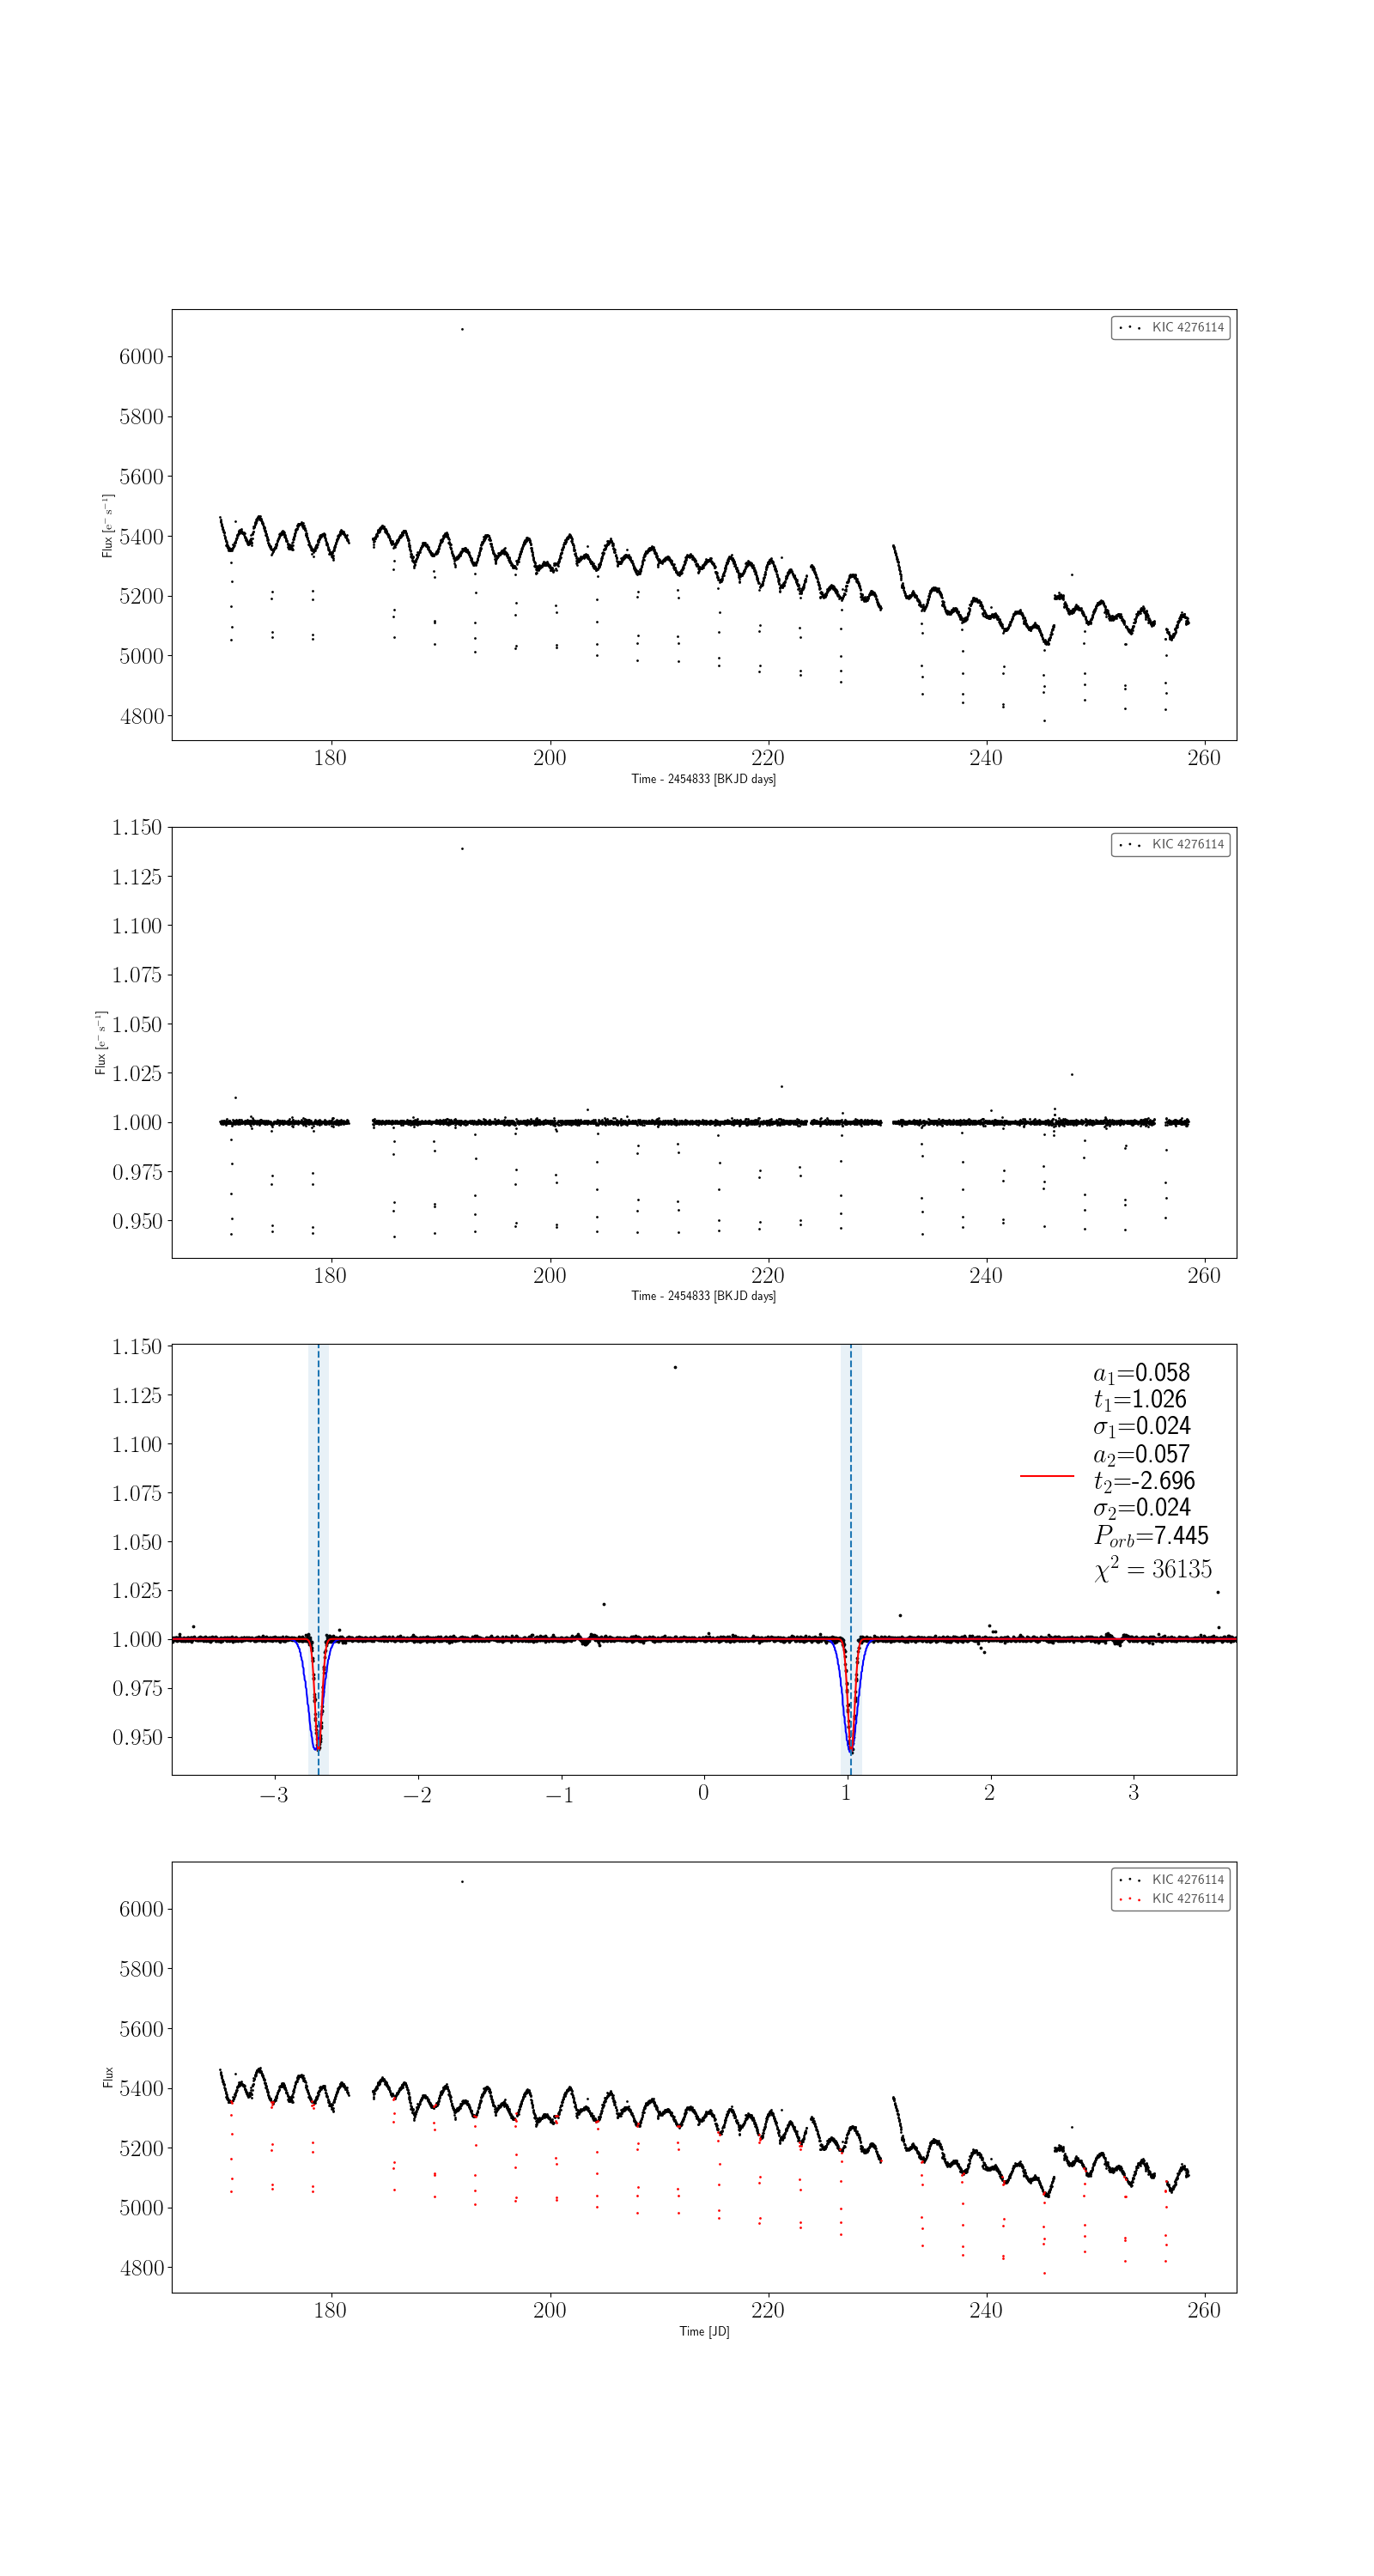 KIC 4276114
6000
5800
5600
5400
5200
5000
4800
Flux [e⁻ s⁻¹]
180 200 220 240 260
Time - 2454833 [BKJD days]
KIC 4276114
1.150
1.125
1.100
1.075
1.050
1.025
1.000
0.975
0.950
Flux [e⁻ s⁻¹]
180 200 220 240 260
Time - 2454833 [BKJD days]
1.150
1.125
1.100
1.075
1.050
1.025
1.000
0.975
0.950
a₁=0.058
t₁=1.026
σ₁=0.024
a₂=0.057
t₂=-2.696
σ₂=0.024
P_orb=7.445
χ² = 36135
−3 −2 −1 0 1 2 3
KIC 4276114
KIC 4276114
6000
5800
5600
5400
5200
5000
4800
Flux
180 200 220 240 260
Time [JD]